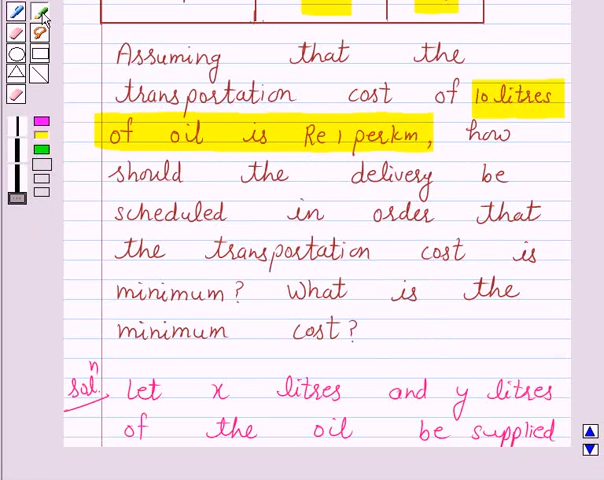 Assuming that the
transportation cost of 10 litres
of oil is Re 1 per km, how
should the delivery be
scheduled in order that
the transportation cost is
minimum? What is the
minimum cost?
Soln. Let x litres and y litres
of the oil be supplied